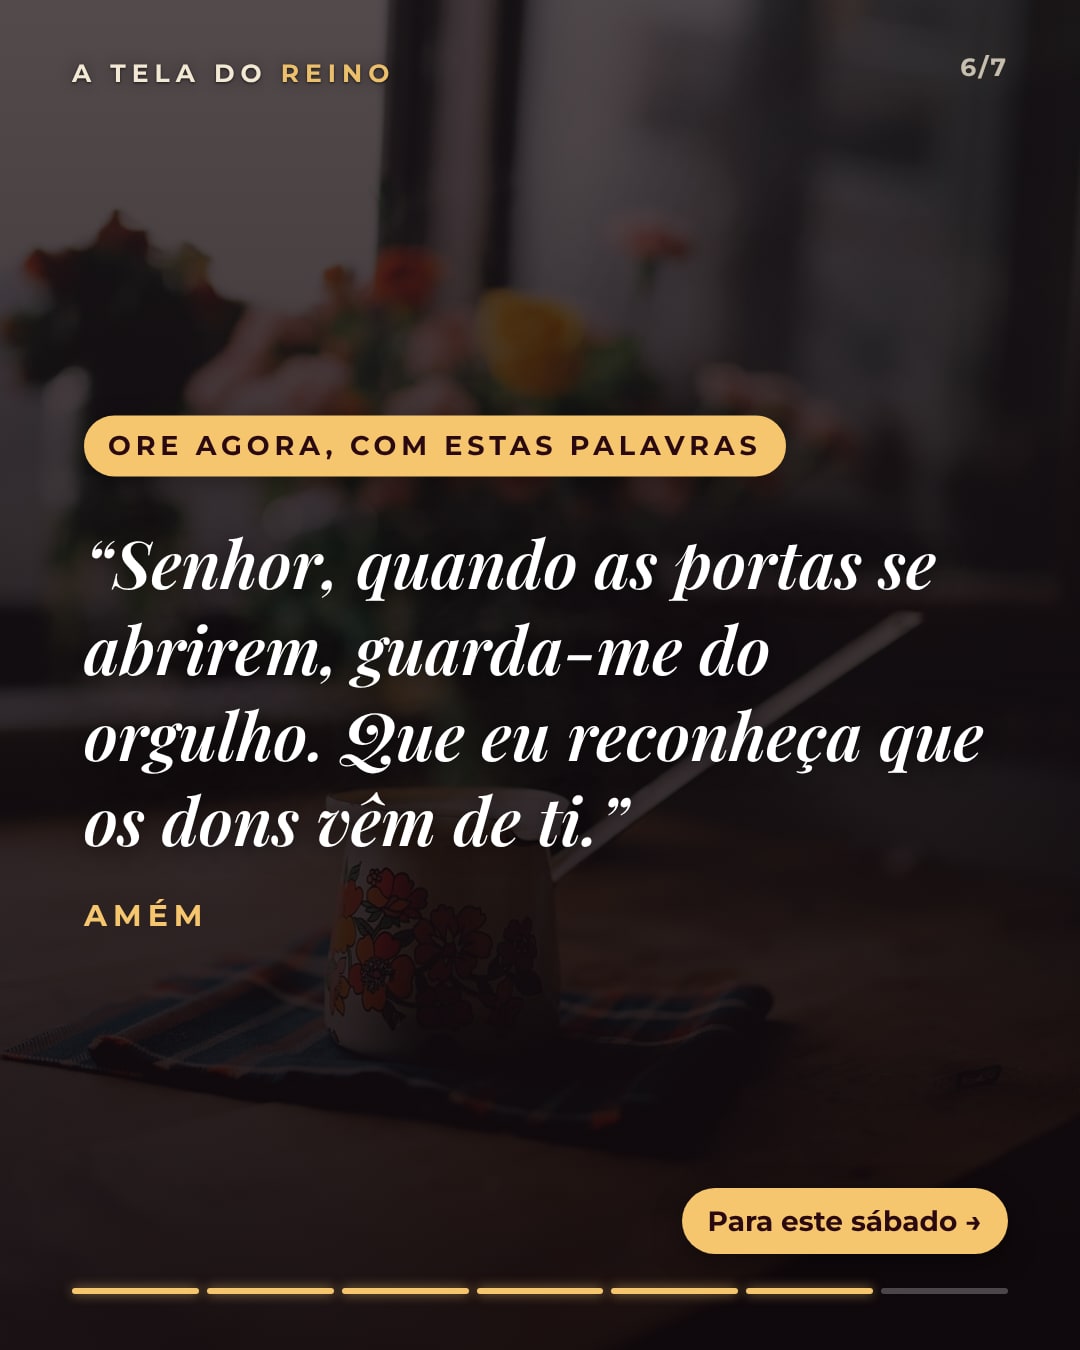 A TELA DO REINO
6/7
ORE AGORA, COM ESTAS PALAVRAS
“Senhor, quando as portas se
abrirem, guarda-me do
orgulho. Que eu reconheça que
os dons vêm de ti.”
AMÉM
Para este sábado →